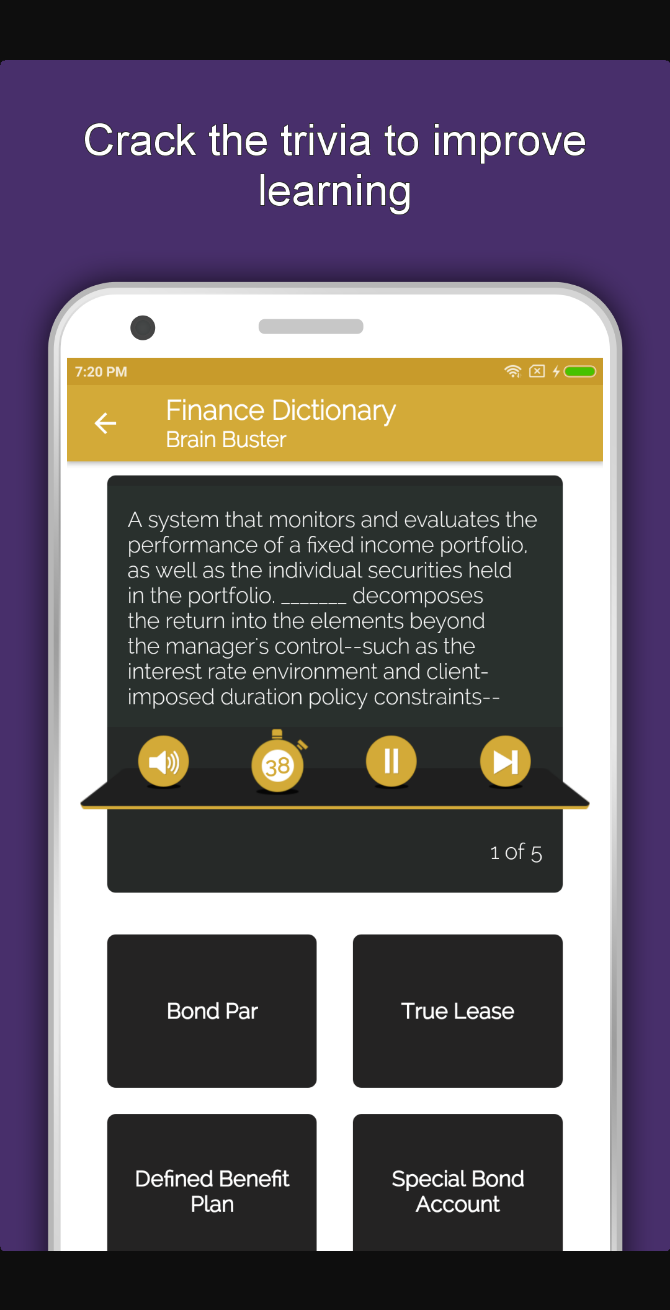 Crack the trivia to improve
learning
7:20 PM
Finance Dictionary
Brain Buster
A system that monitors and evaluates the
performance of a fixed income portfolio,
as well as the individual securities held
in the portfolio. _______ decomposes
the return into the elements beyond
the manager's control--such as the
interest rate environment and client-
imposed duration policy constraints--
38
1 of 5
Bond Par
True Lease
Defined Benefit
Plan
Special Bond
Account